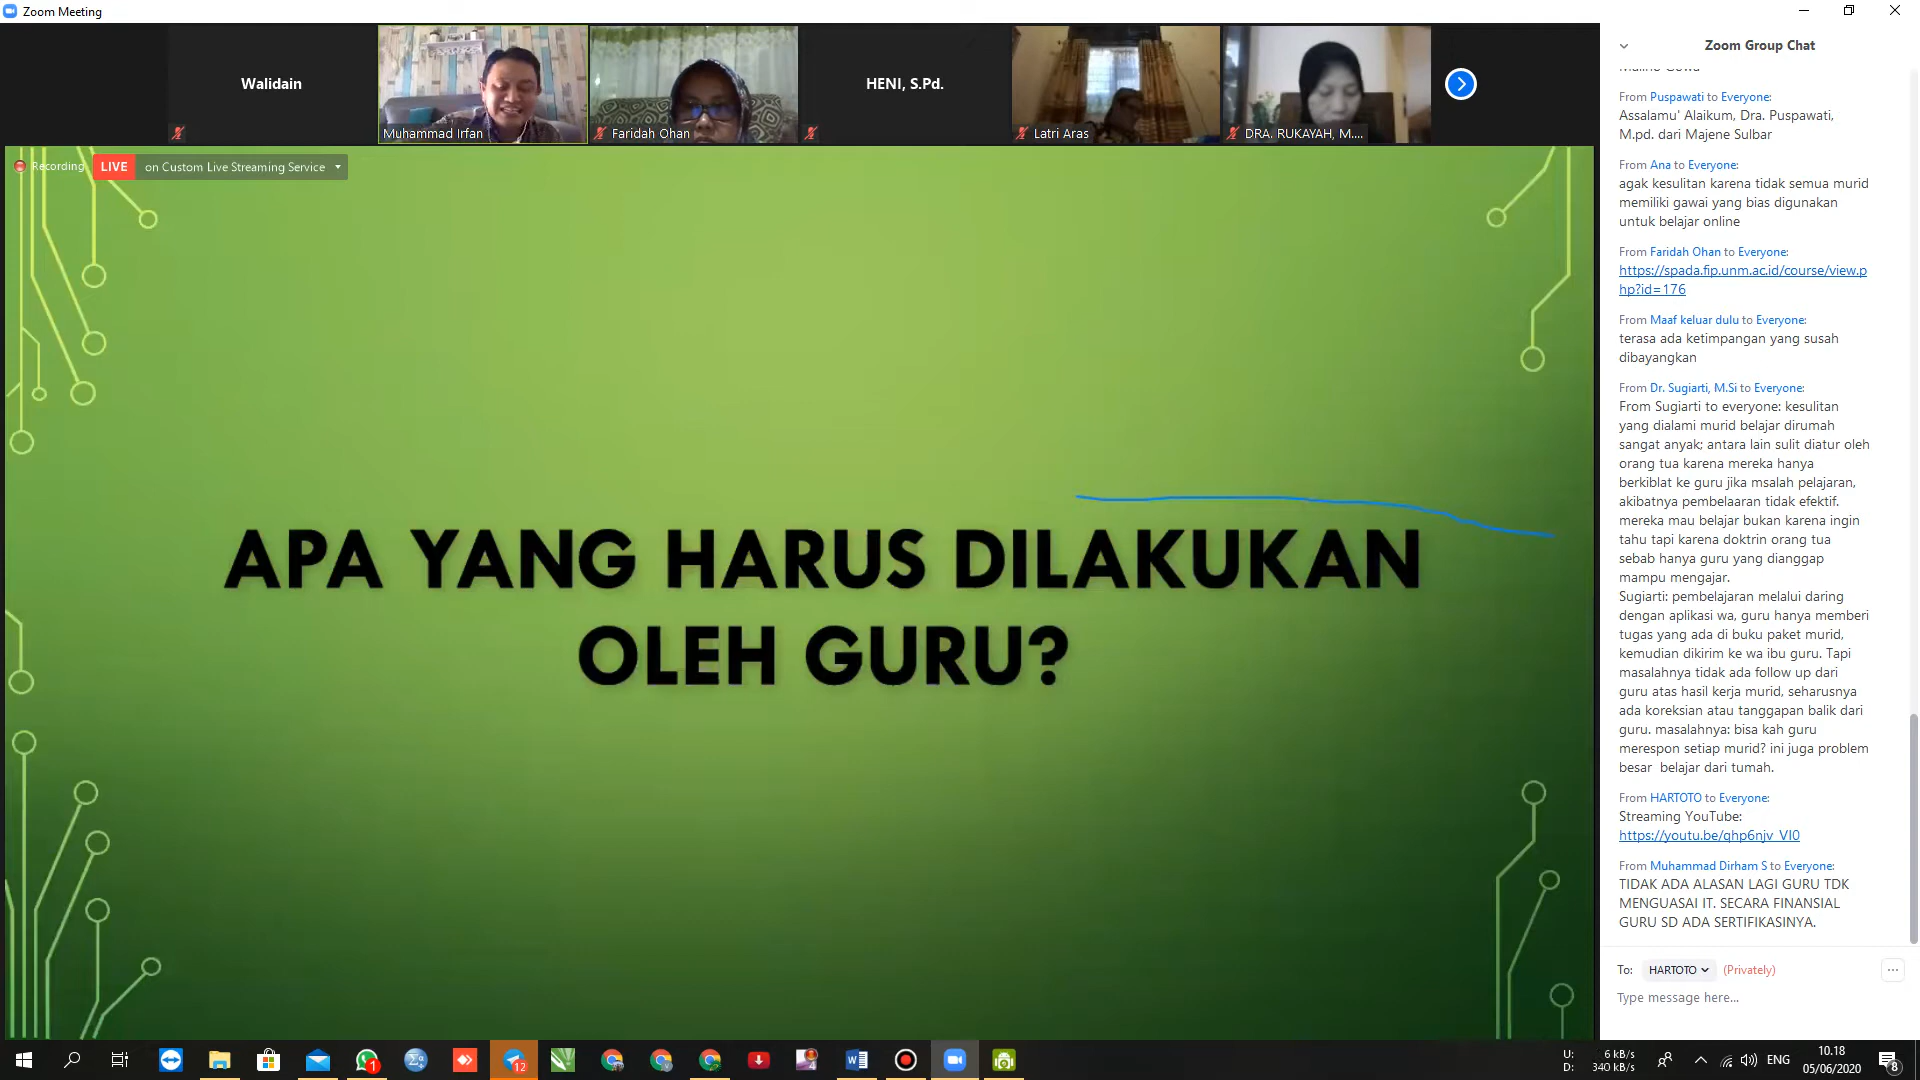 Zoom Meeting
Walidain
Muhammad Irfan
Faridah Ohan
HENI, S.Pd.
Latri Aras
DRA. RUKAYAH, M....
Recording
LIVE
on Custom Live Streaming Service
APA YANG HARUS DILAKUKAN
OLEH GURU?
Zoom Group Chat
From Puspawati to Everyone:
Assalamu' Alaikum, Dra. Puspawati,
M.pd. dari Majene Sulbar
From Ana to Everyone:
agak kesulitan karena tidak semua murid
memiliki gawai yang bias digunakan
untuk belajar online
From Faridah Ohan to Everyone:
https://spada.fip.unm.ac.id/course/view.p
hp?id=176
From Maaf keluar dulu to Everyone:
terasa ada ketimpangan yang susah
dibayangkan
From Dr. Sugiarti, M.Si to Everyone:
From Sugiarti to everyone: kesulitan
yang dialami murid belajar dirumah
sangat anyak; antara lain sulit diatur oleh
orang tua karena mereka hanya
berkiblat ke guru jika msalah pelajaran,
akibatnya pembelaaran tidak efektif.
mereka mau belajar bukan karena ingin
tahu tapi karena doktrin orang tua
sebab hanya guru yang dianggap
mampu mengajar.
Sugiarti: pembelajaran melalui daring
dengan aplikasi wa, guru hanya memberi
tugas yang ada di buku paket murid,
kemudian dikirim ke wa ibu guru. Tapi
masalahnya tidak ada follow up dari
guru atas hasil kerja murid, seharusnya
ada koreksian atau tanggapan balik dari
guru. masalahnya: bisa kah guru
merespon setiap murid? ini juga problem
besar  belajar dari tumah.
From HARTOTO to Everyone:
Streaming YouTube:
https://youtu.be/qhp6njv_VI0
From Muhammad Dirham S to Everyone:
TIDAK ADA ALASAN LAGI GURU TDK
MENGUASAI IT. SECARA FINANSIAL
GURU SD ADA SERTIFIKASINYA.
To: HARTOTO (Privately)
Type message here...
1
12
4
U: 6 kB/s
D: 340 kB/s
ENG
10.18
05/06/2020
8